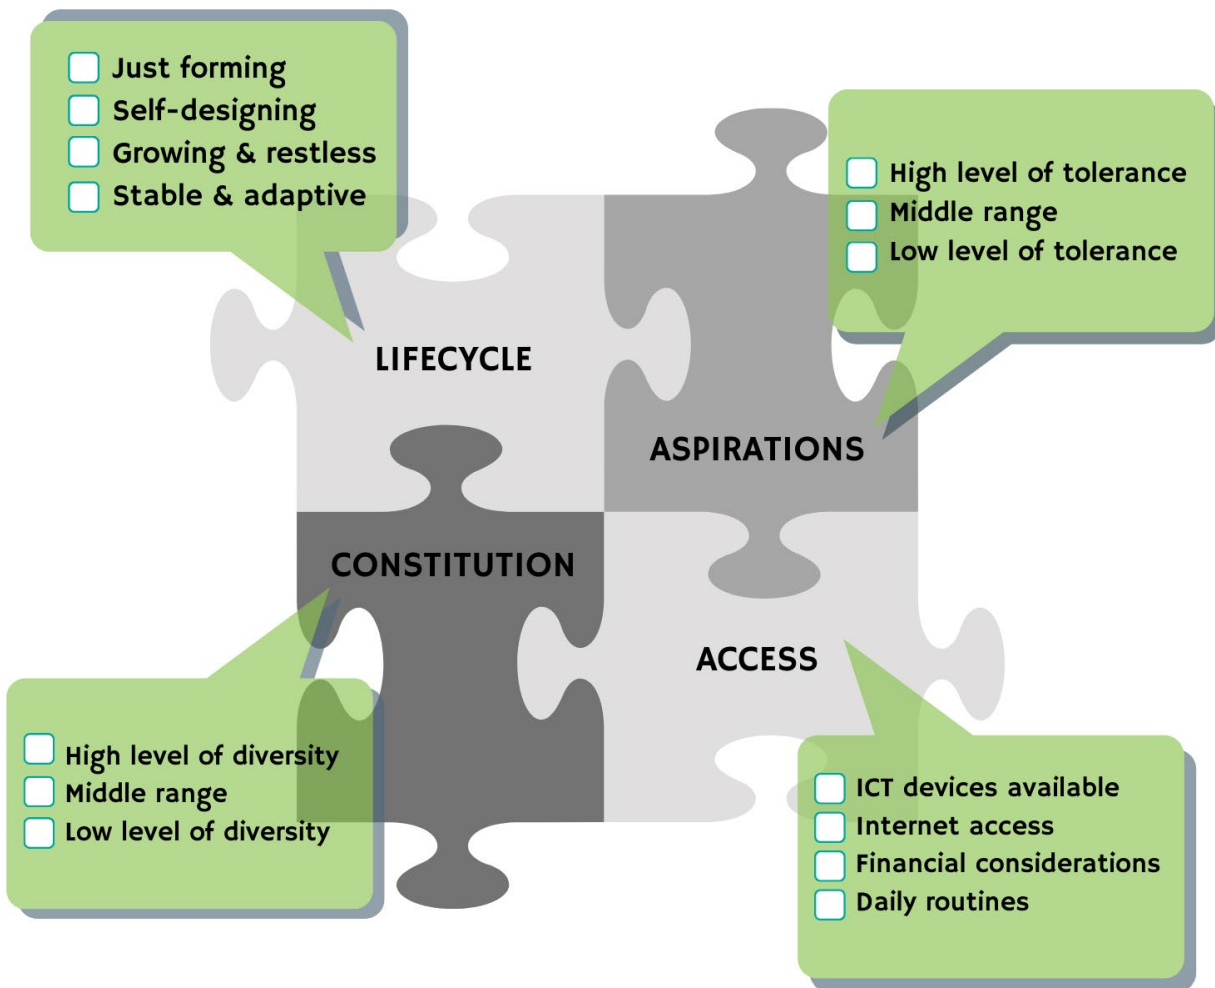 Just forming
Self-designing
Growing & restless
Stable & adaptive
LIFECYCLE
High level of tolerance
Middle range
Low level of tolerance
ASPIRATIONS
CONSTITUTION
High level of diversity
Middle range
Low level of diversity
ACCESS
ICT devices available
Internet access
Financial considerations
Daily routines